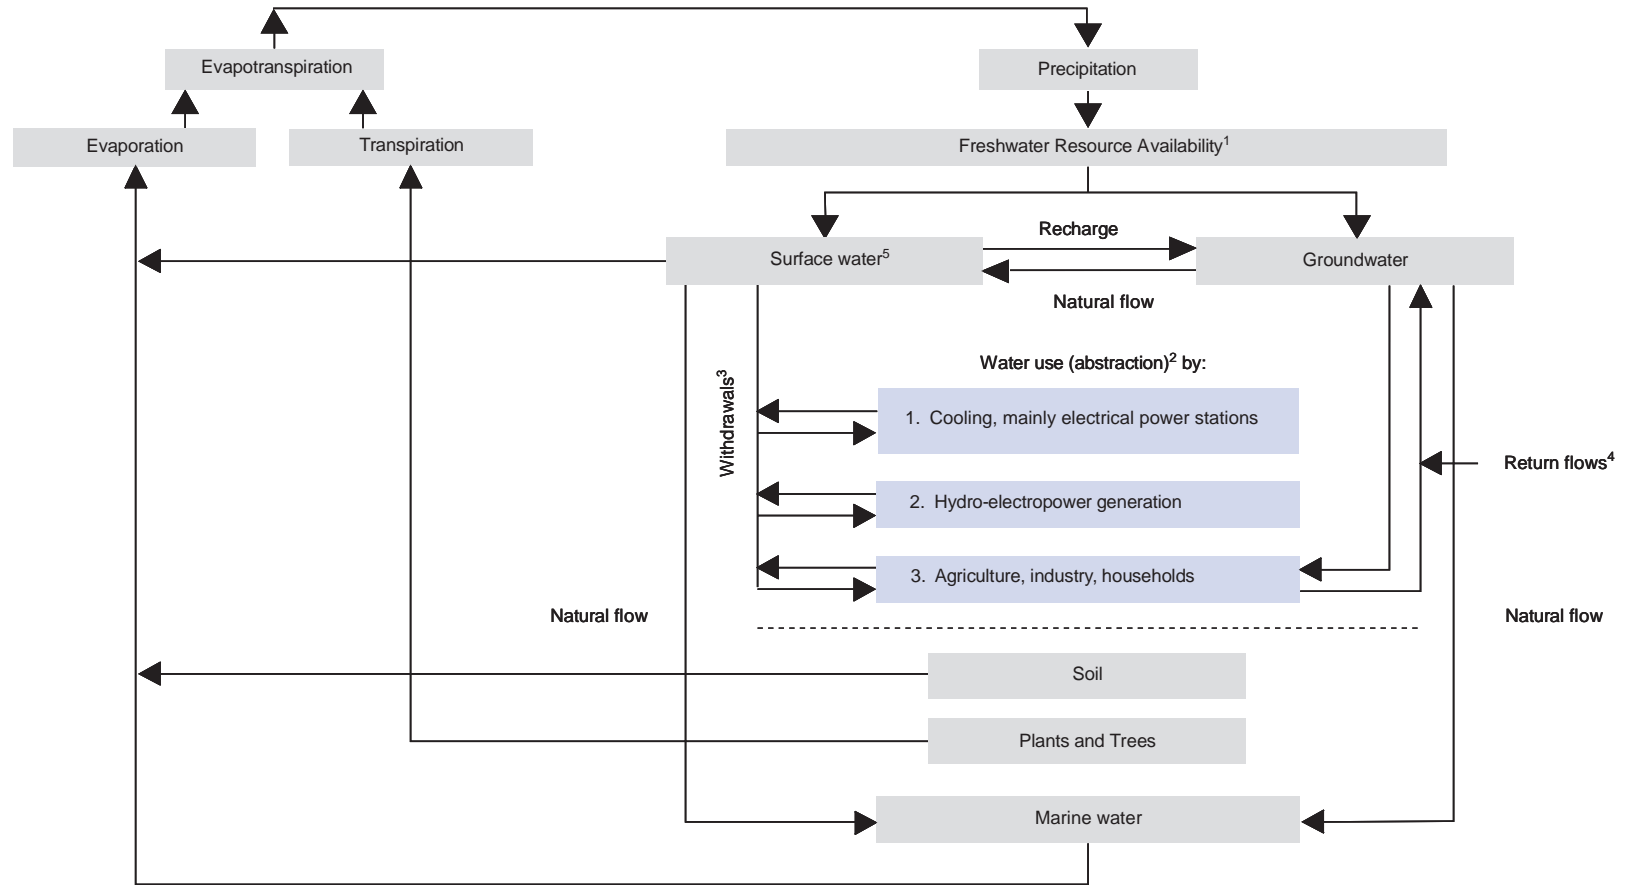 Evapotranspiration
Precipitation
Evaporation
Transpiration
Freshwater Resource Availability¹
Recharge
Surface water⁵
Groundwater
Natural flow
Water use (abstraction)² by:
Withdrawals³
1. Cooling, mainly electrical power stations
Return flows⁴
2. Hydro-electropower generation
3. Agriculture, industry, households
Natural flow
Natural flow
Soil
Plants and Trees
Marine water